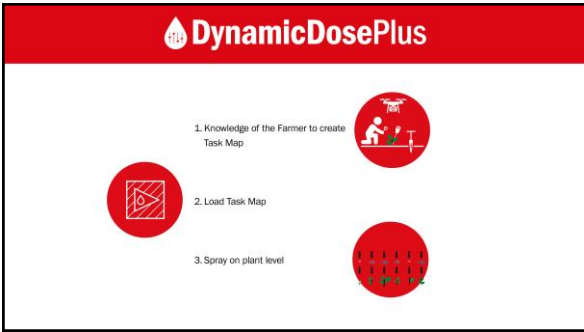 DynamicDosePlus
1. Knowledge of the Farmer to create
Task Map
2. Load Task Map
3. Spray on plant level